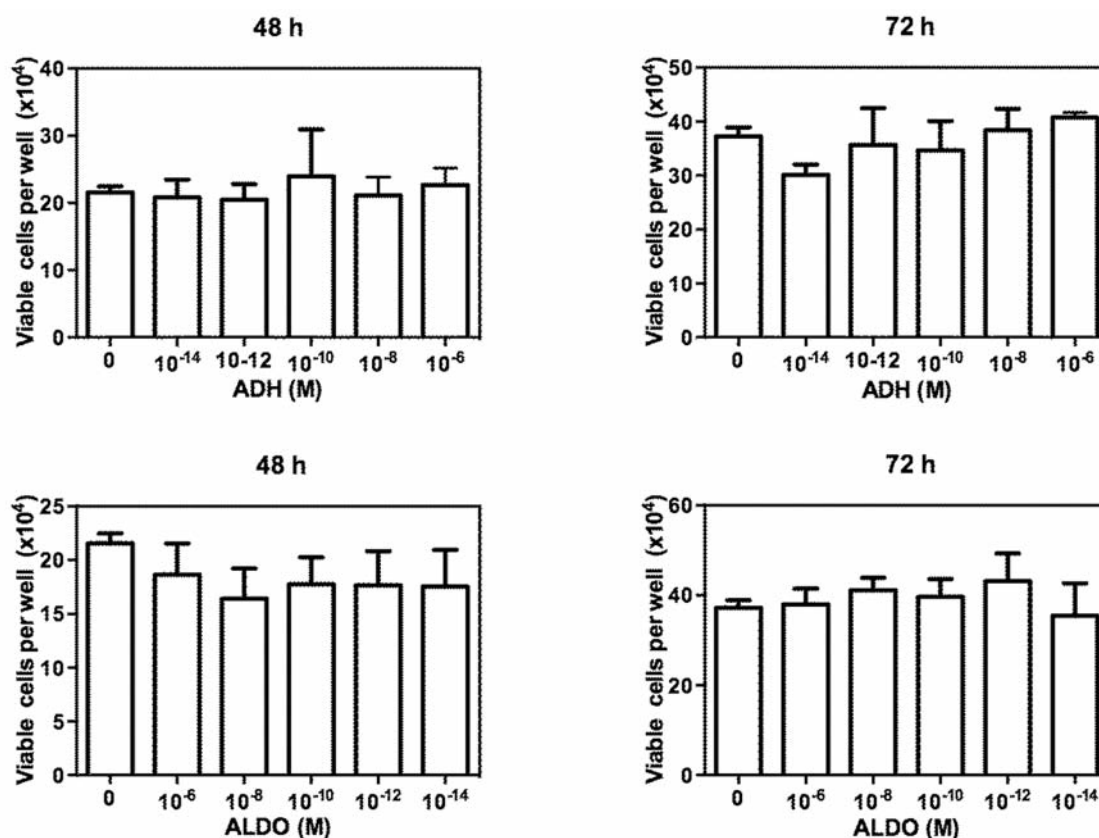 48 h
Viable cells per well (x10⁴)
40
30
20
10
0
0 10⁻¹⁴ 10-12 10⁻¹⁰ 10⁻⁸ 10⁻⁶
ADH (M)
72 h
Viable cells per well (x10⁴)
50
40
30
20
10
0
0 10⁻¹⁴ 10-12 10⁻¹⁰ 10⁻⁸ 10⁻⁶
ADH (M)
48 h
Viable cells per well (x10⁴)
25
20
15
10
5
0
0 10⁻⁶ 10⁻⁸ 10⁻¹⁰ 10⁻¹² 10⁻¹⁴
ALDO (M)
72 h
Viable cells per well (x10⁴)
60
40
40
0
0 10⁻⁶ 10⁻⁸ 10⁻¹⁰ 10⁻¹² 10⁻¹⁴
ALDO (M)